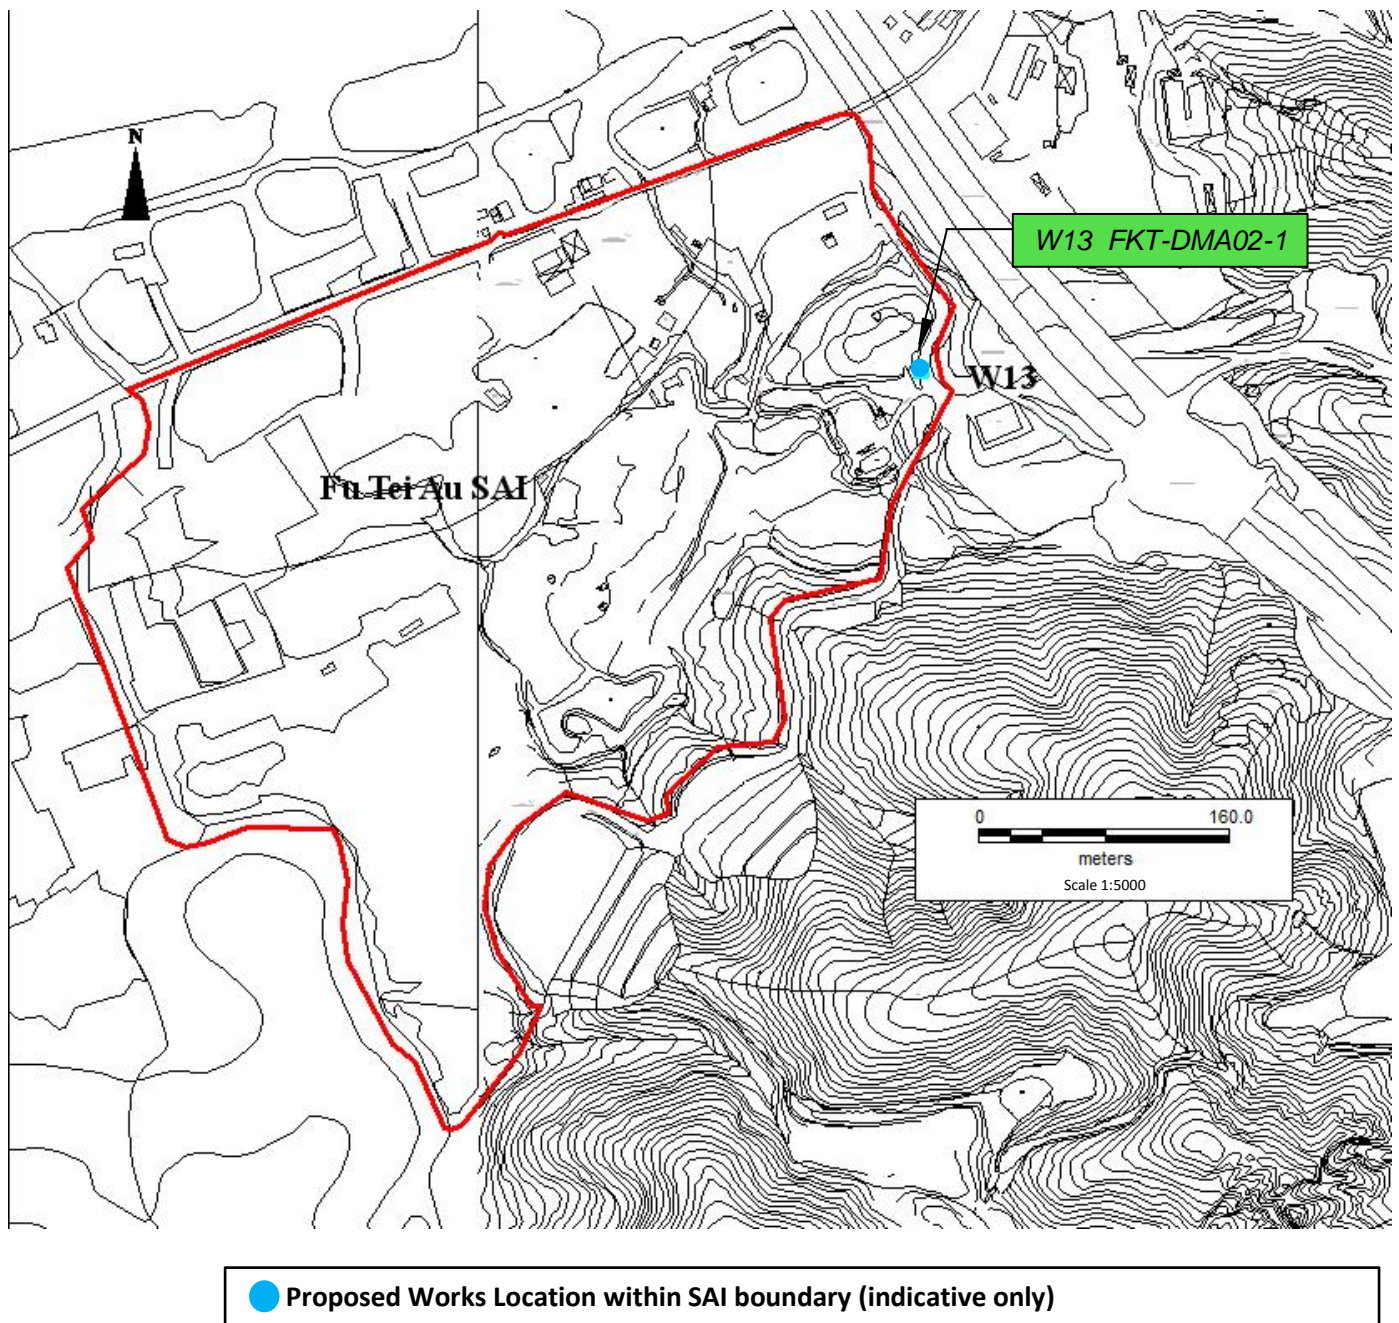 N
W13 FKT-DMA02-1
W13
Fu Tei Au SAI
0 160.0
meters
Scale 1:5000
Proposed Works Location within SAI boundary (indicative only)